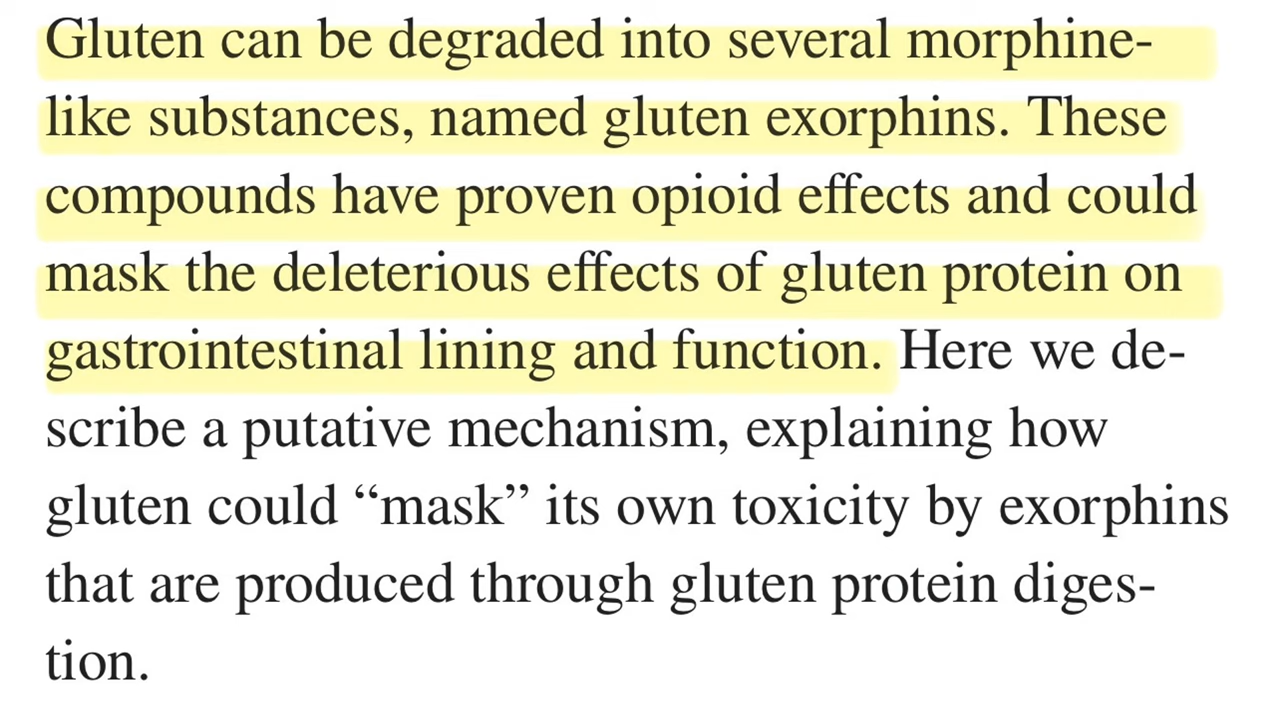 Gluten can be degraded into several morphine-
like substances, named gluten exorphins. These
compounds have proven opioid effects and could
mask the deleterious effects of gluten protein on
gastrointestinal lining and function. Here we de-
scribe a putative mechanism, explaining how
gluten could “mask” its own toxicity by exorphins
that are produced through gluten protein diges-
tion.